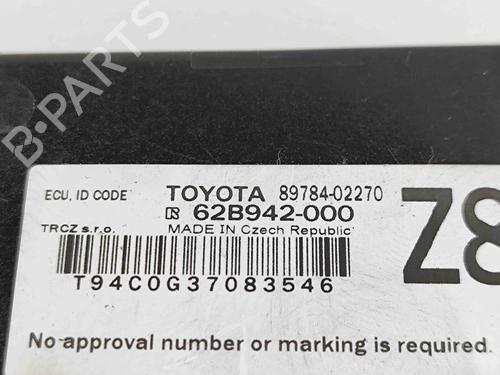 B-PARTS
ECU, ID CODE TOYOTA 89784-02270
62B942-000
TRCZ s.r.o. MADE IN Czech Republic
T94C0G37083546
Z8
No approval number or marking is required.